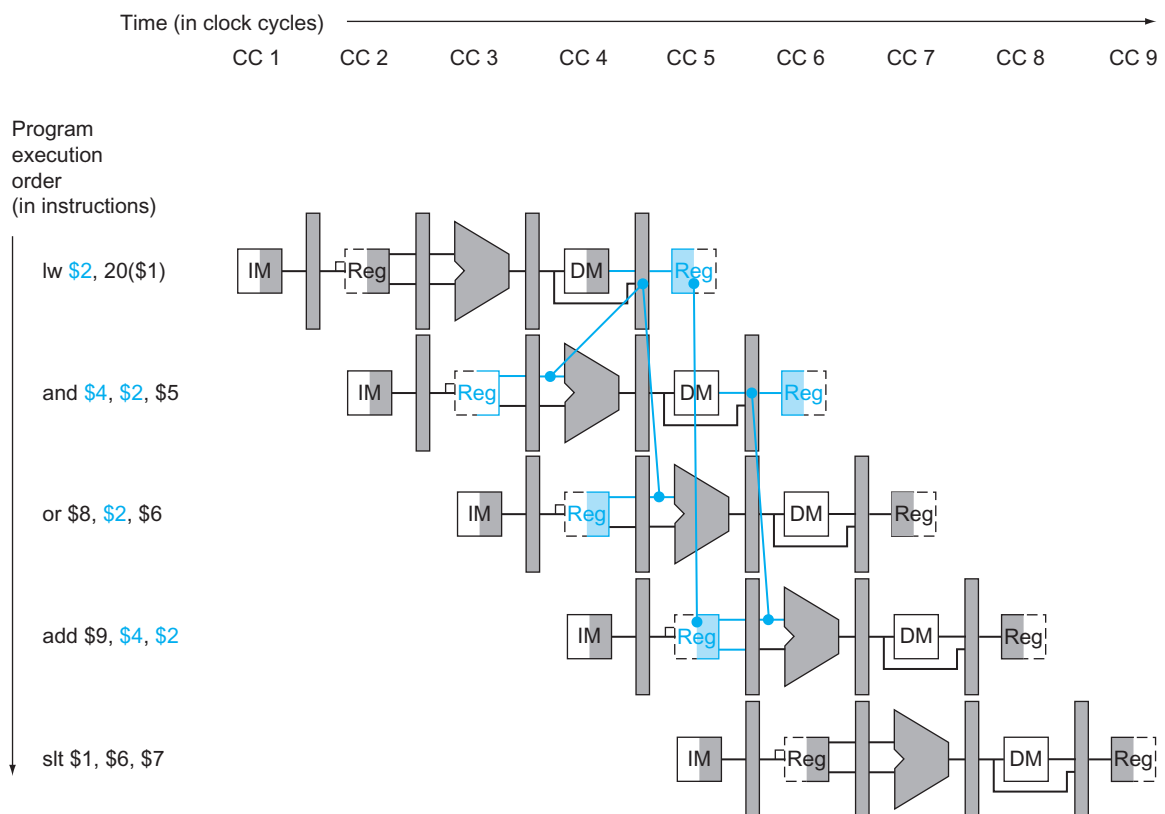 Time (in clock cycles)
CC 1 CC 2 CC 3 CC 4 CC 5 CC 6 CC 7 CC 8 CC 9
Program
execution
order
(in instructions)
lw $2, 20($1) IM Reg DM Reg
and $4, $2, $5 IM Reg DM Reg
or $8, $2, $6 IM Reg DM Reg
add $9, $4, $2 IM Reg DM Reg
slt $1, $6, $7 IM Reg DM Reg